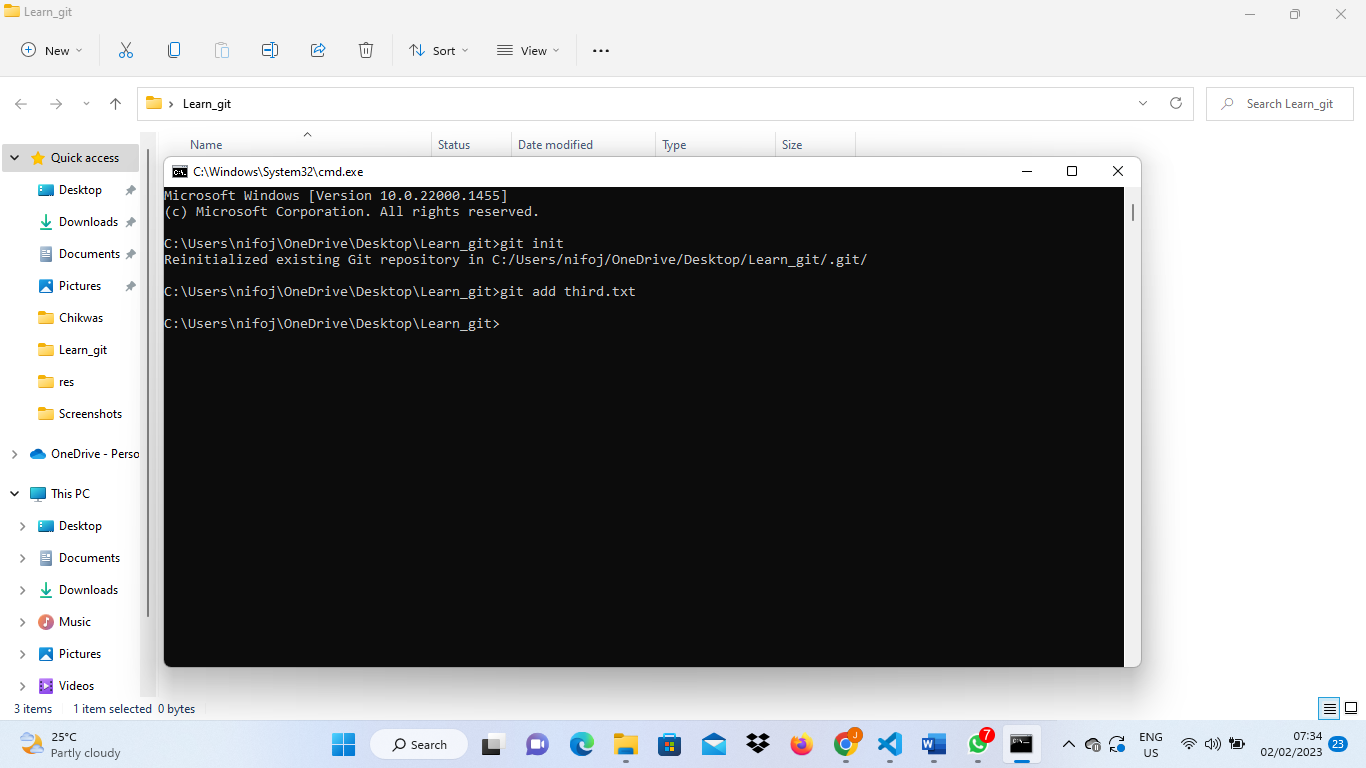 Learn_git
New
Sort
View
Learn_git
Search Learn_git
Name
Status
Date modified
Type
Size
Quick access
Desktop
Downloads
Documents
Pictures
Chikwas
Learn_git
res
Screenshots
OneDrive - Perso
This PC
Desktop
Documents
Downloads
Music
Pictures
Videos
C:\Windows\System32\cmd.exe
Microsoft Windows [Version 10.0.22000.1455]
(c) Microsoft Corporation. All rights reserved.
C:\Users\nifoj\OneDrive\Desktop\Learn_git>git init
Reinitialized existing Git repository in C:/Users/nifoj/OneDrive/Desktop/Learn_git/.git/
C:\Users\nifoj\OneDrive\Desktop\Learn_git>git add third.txt
C:\Users\nifoj\OneDrive\Desktop\Learn_git>
3 items
1 item selected 0 bytes
25°C
Partly cloudy
Search
J
W
7
ENG
US
07:34
02/02/2023
23